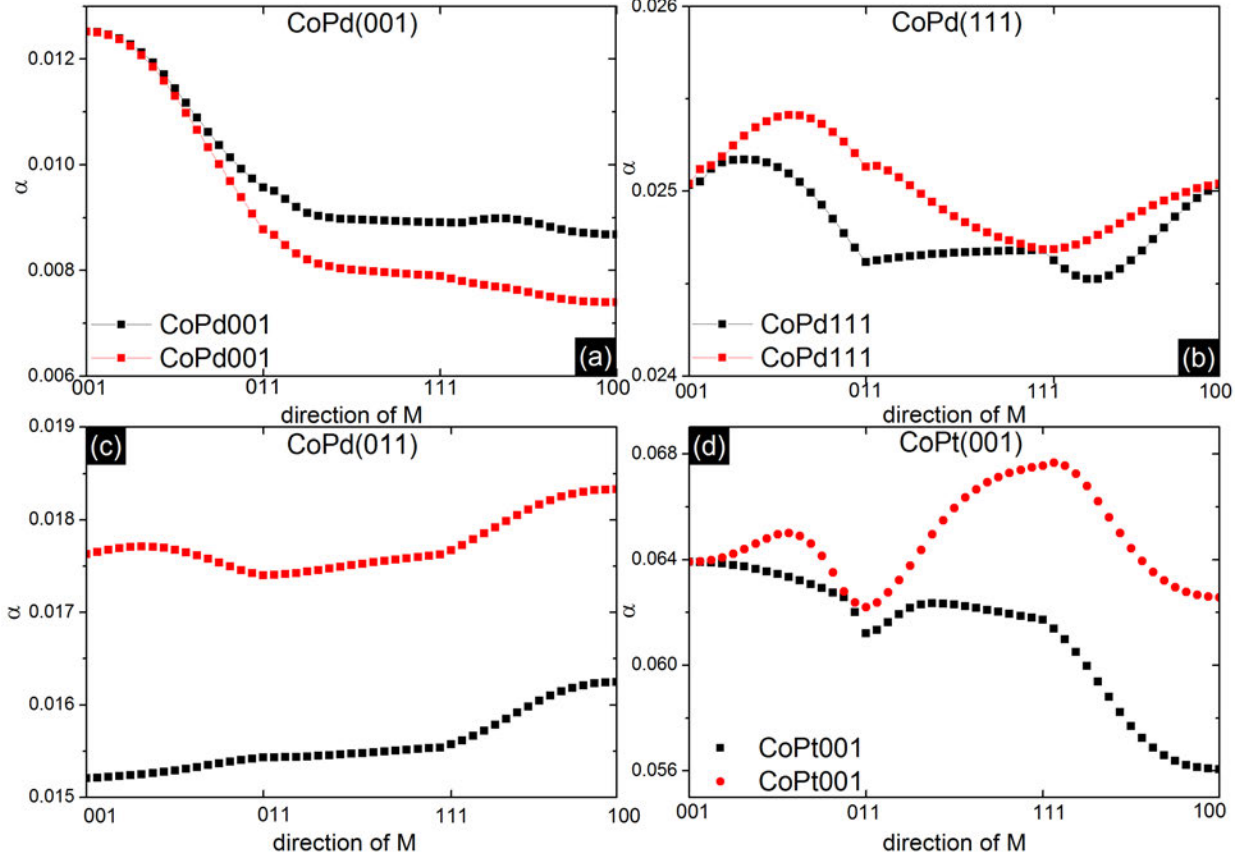 CoPd(001)
0.012
0.010
0.008
0.006
α
CoPd001
CoPd001
(a)
001 011 111 100
direction of M
CoPd(111)
0.026
0.025
0.024
α
CoPd111
CoPd111
(b)
001 011 111 100
direction of M
(c)
CoPd(011)
0.019
0.018
0.017
0.016
0.015
α
001 011 111 100
direction of M
(d)
CoPt(001)
0.068
0.064
0.060
0.056
α
CoPt001
CoPt001
001 011 111 100
direction of M